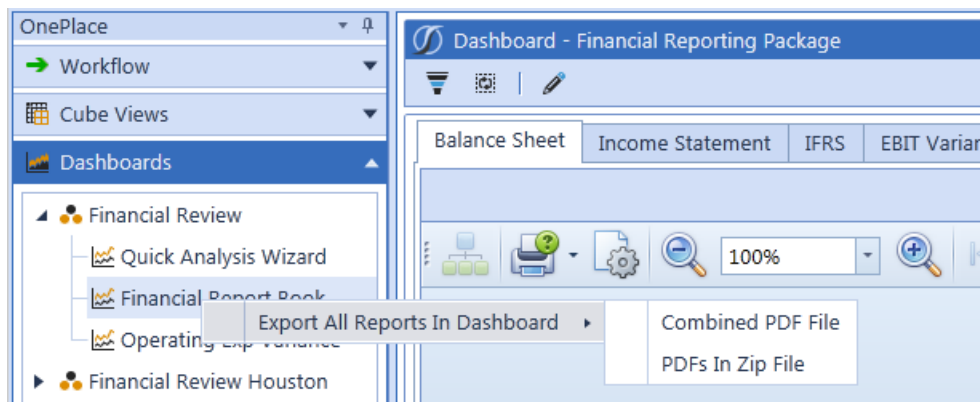 OnePlace
Workflow
Cube Views
Dashboards
Financial Review
Quick Analysis Wizard
Financial Report Book
Operating Exp Variance
Financial Review Houston
Dashboard - Financial Reporting Package
Balance Sheet
Income Statement
IFRS
EBIT Varian
100%
Export All Reports In Dashboard
Combined PDF File
PDFs In Zip File